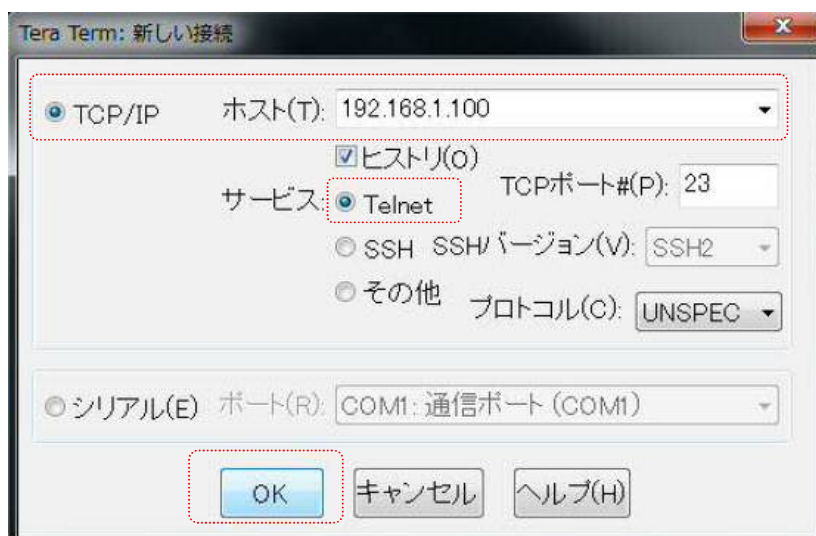 Tera Term: 新しい接続
TCP/IP ホスト(T): 192.168.1.100
ヒストリ(O)
サービス: Telnet TCPポート#(P): 23
SSH SSHバージョン(V): SSH2
その他 プロトコル(C): UNSPEC
シリアル(E) ポート(R): COM1: 通信ポート (COM1)
OK キャンセル ヘルプ(H)